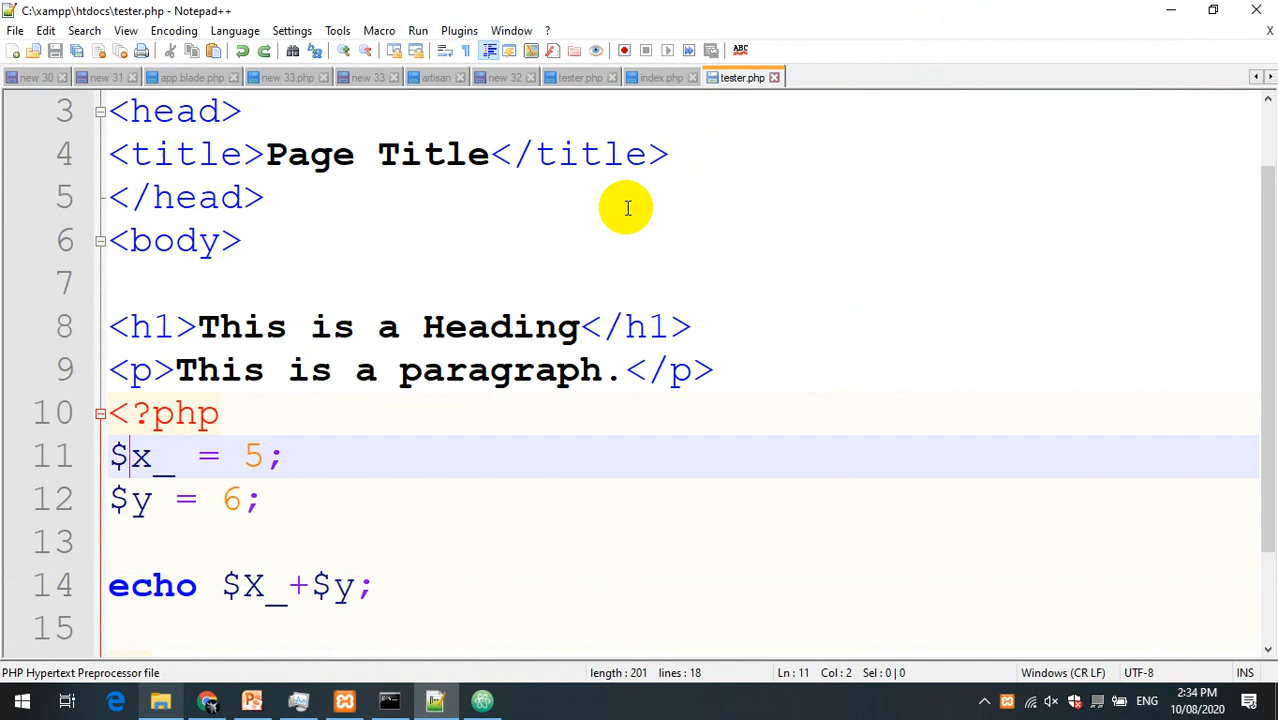 C:\xampp\htdocs\tester.php - Notepad++
File Edit Search View Encoding Language Settings Tools Macro Run Plugins Window ? X
ABC
new 30 new 31 app.blade.php new 33.php new 33 artisan new 32 tester.php index.php tester.php
3 <head>
4 <title>Page Title</title>
5 </head>
6 <body>
7
8 <h1>This is a Heading</h1>
9 <p>This is a paragraph.</p>
10 <?php
11 $x_ = 5;
12 $y = 6;
13
14 echo $X_+$y;
15
PHP Hypertext Preprocessor file length : 201 lines : 18 Ln : 11 Col : 2 Sel : 0 | 0 Windows (CR LF) UTF-8 INS
ENG 2:34 PM
10/08/2020